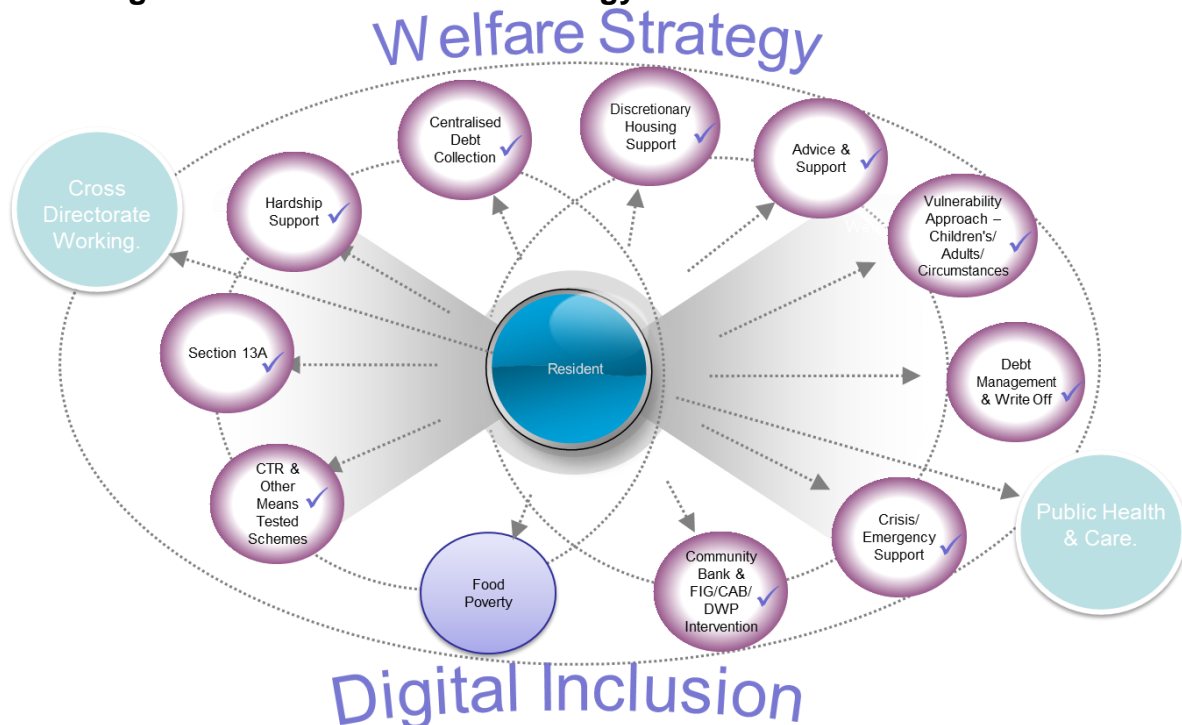 Welfare Strategy
Centralised
Debt
Collection
Discretionary
Housing
Support
Advice &
Support
Cross
Directorate
Working.
Hardship
Support
Vulnerability
Approach –
Children's/
Adults/
Circumstances
Section 13A
Resident
Debt
Management
& Write Off
CTR &
Other
Means
Tested
Schemes
Crisis/
Emergency
Support
Public Health
& Care.
Food
Poverty
Community
Bank &
FIG/CAB/
DWP
Intervention
Digital Inclusion